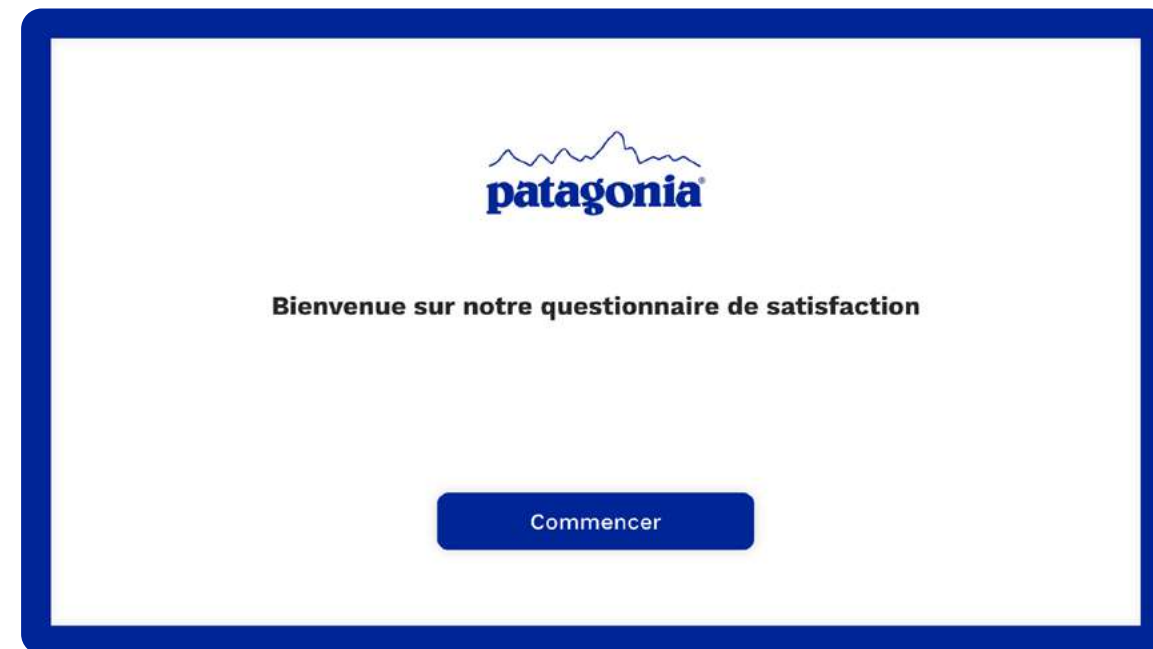 patagonia®
Bienvenue sur notre questionnaire de satisfaction
Commencer